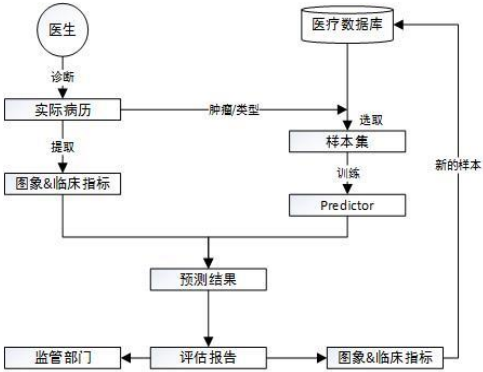 医生
医疗数据库
诊断
实际病历
肿瘤/类型
选取
提取
样本集
新的样本
训练
图象&临床指标
Predictor
预测结果
监管部门
评估报告
图象&临床指标